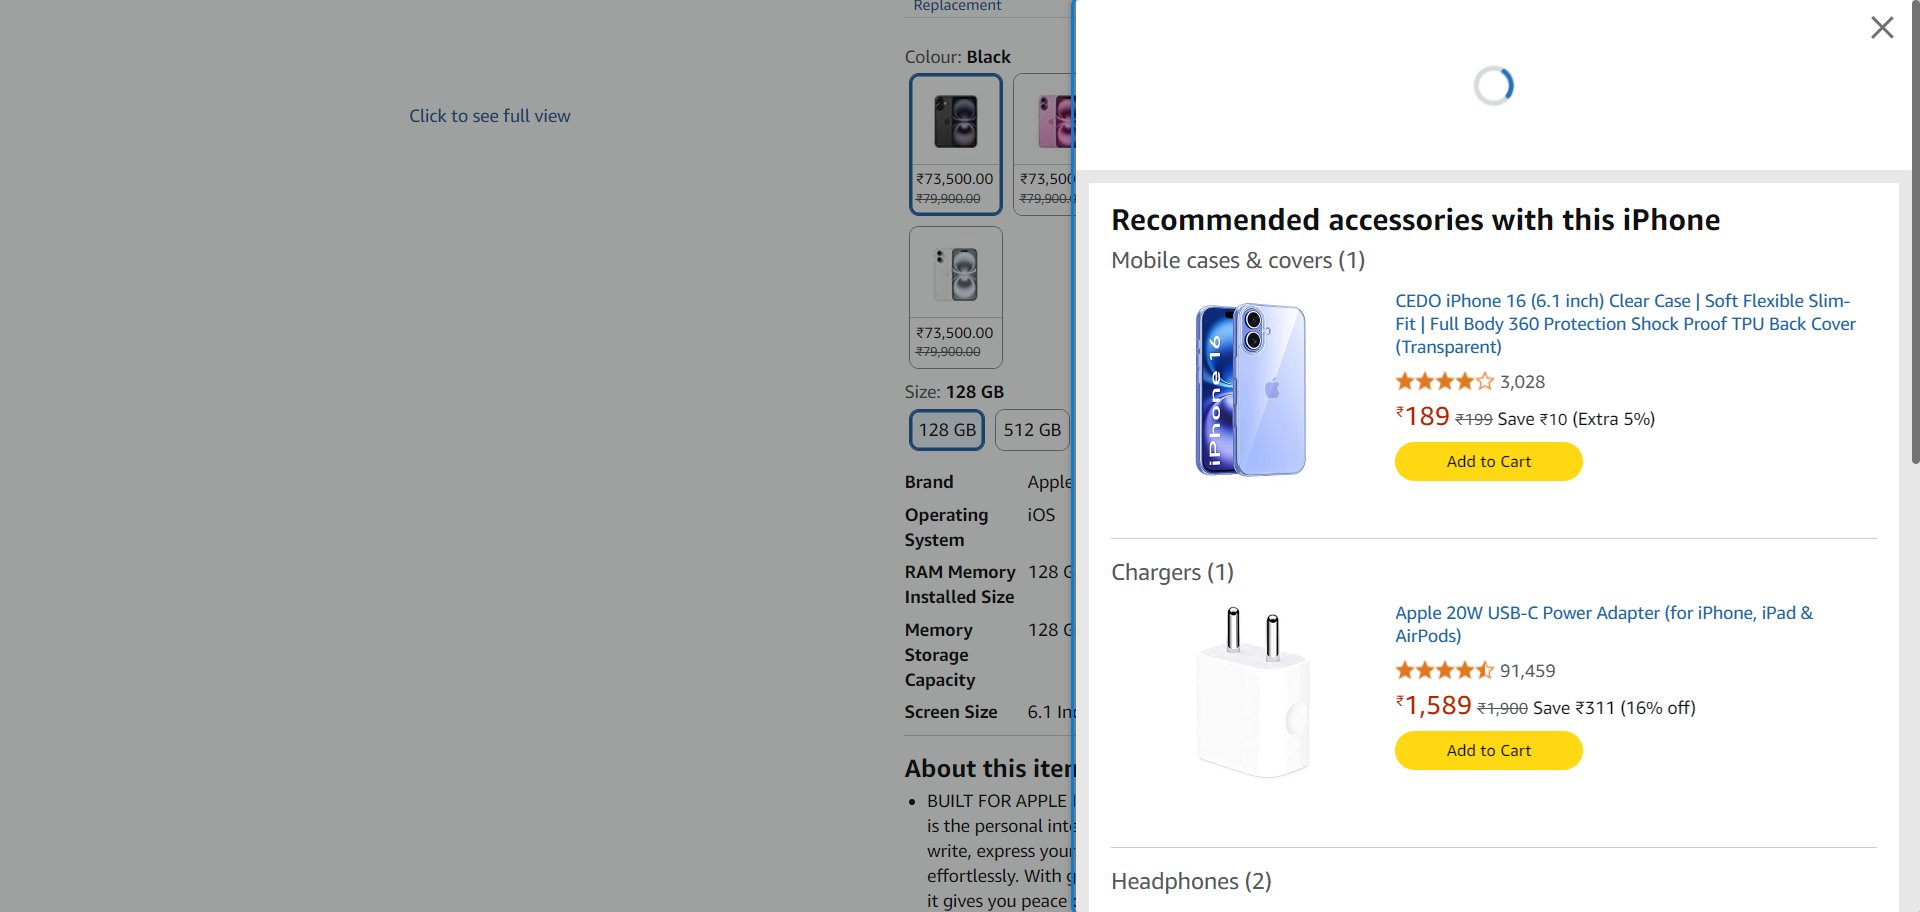 Replacement
Colour: Black
Click to see full view
₹73,500.00
₹79,900.00
₹73,500
₹79,900.
₹73,500.00
₹79,900.00
Size: 128 GB
128 GB
512 GB
Brand Apple
Operating System iOS
RAM Memory Installed Size 128
Memory Storage Capacity 128
Screen Size 6.1
About this
BUILT FOR APPLE
is the personal
write, express
effortlessly. With
it gives you peace
Recommended accessories with this iPhone
Mobile cases & covers (1)
iPhone 16
CEDO iPhone 16 (6.1 inch) Clear Case | Soft Flexible Slim-
Fit | Full Body 360 Protection Shock Proof TPU Back Cover
(Transparent)
3,028
₹189 ₹199 Save ₹10 (Extra 5%)
Add to Cart
Chargers (1)
Apple 20W USB-C Power Adapter (for iPhone, iPad &
AirPods)
91,459
₹1,589 ₹1,900 Save ₹311 (16% off)
Add to Cart
Headphones (2)